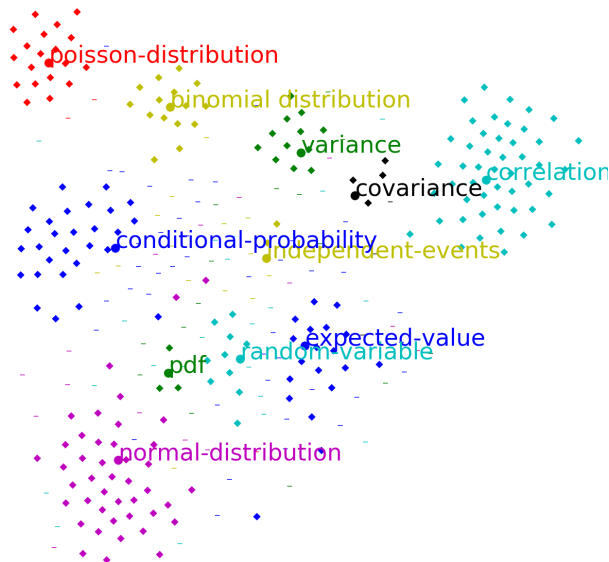 poisson-distribution
binomial distribution
variance
correlation
covariance
conditional-probability
independent-events
expected-value
random-variable
pdf
normal-distribution